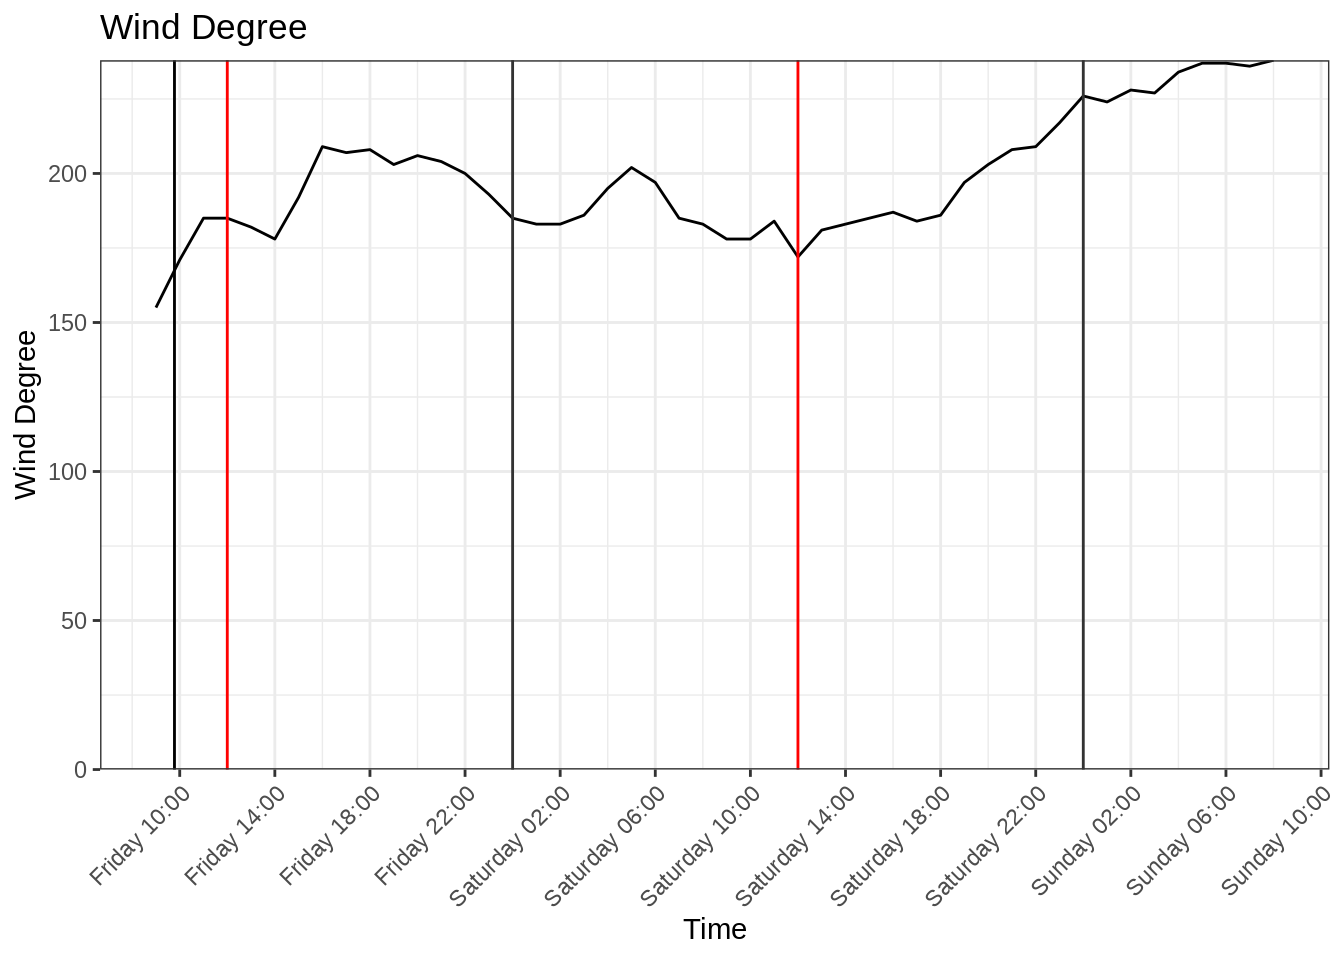 Wind Degree
Wind Degree
200
150
100
50
0
Friday 10:00
Friday 14:00
Friday 18:00
Friday 22:00
Saturday 02:00
Saturday 06:00
Saturday 10:00
Saturday 14:00
Saturday 18:00
Saturday 22:00
Sunday 02:00
Sunday 06:00
Sunday 10:00
Time